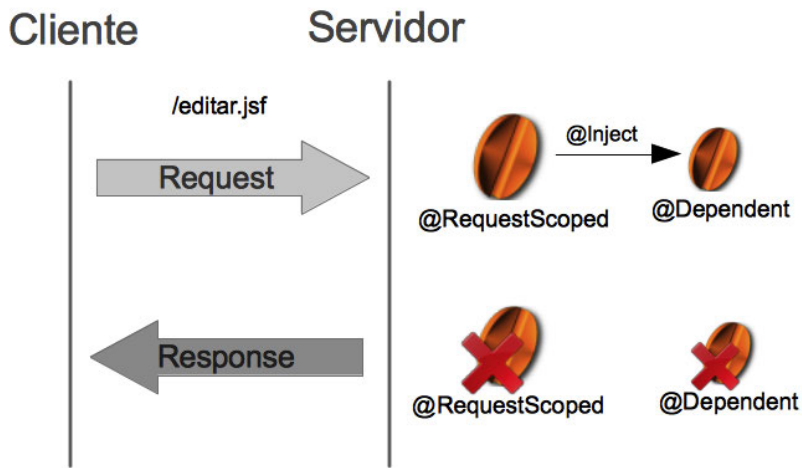 Cliente
Servidor
/editar.jsf
Request
@Inject
@RequestScoped
@Dependent
Response
@RequestScoped
@Dependent